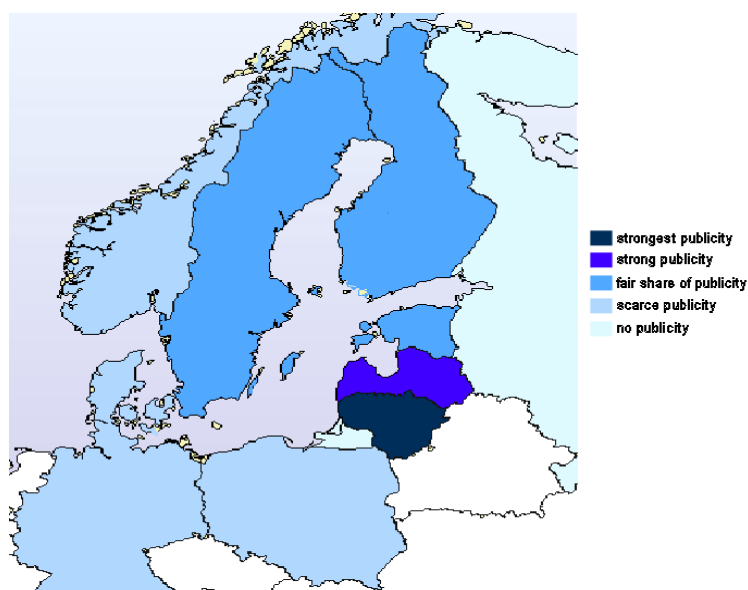 strongest publicity
strong publicity
fair share of publicity
scarce publicity
no publicity